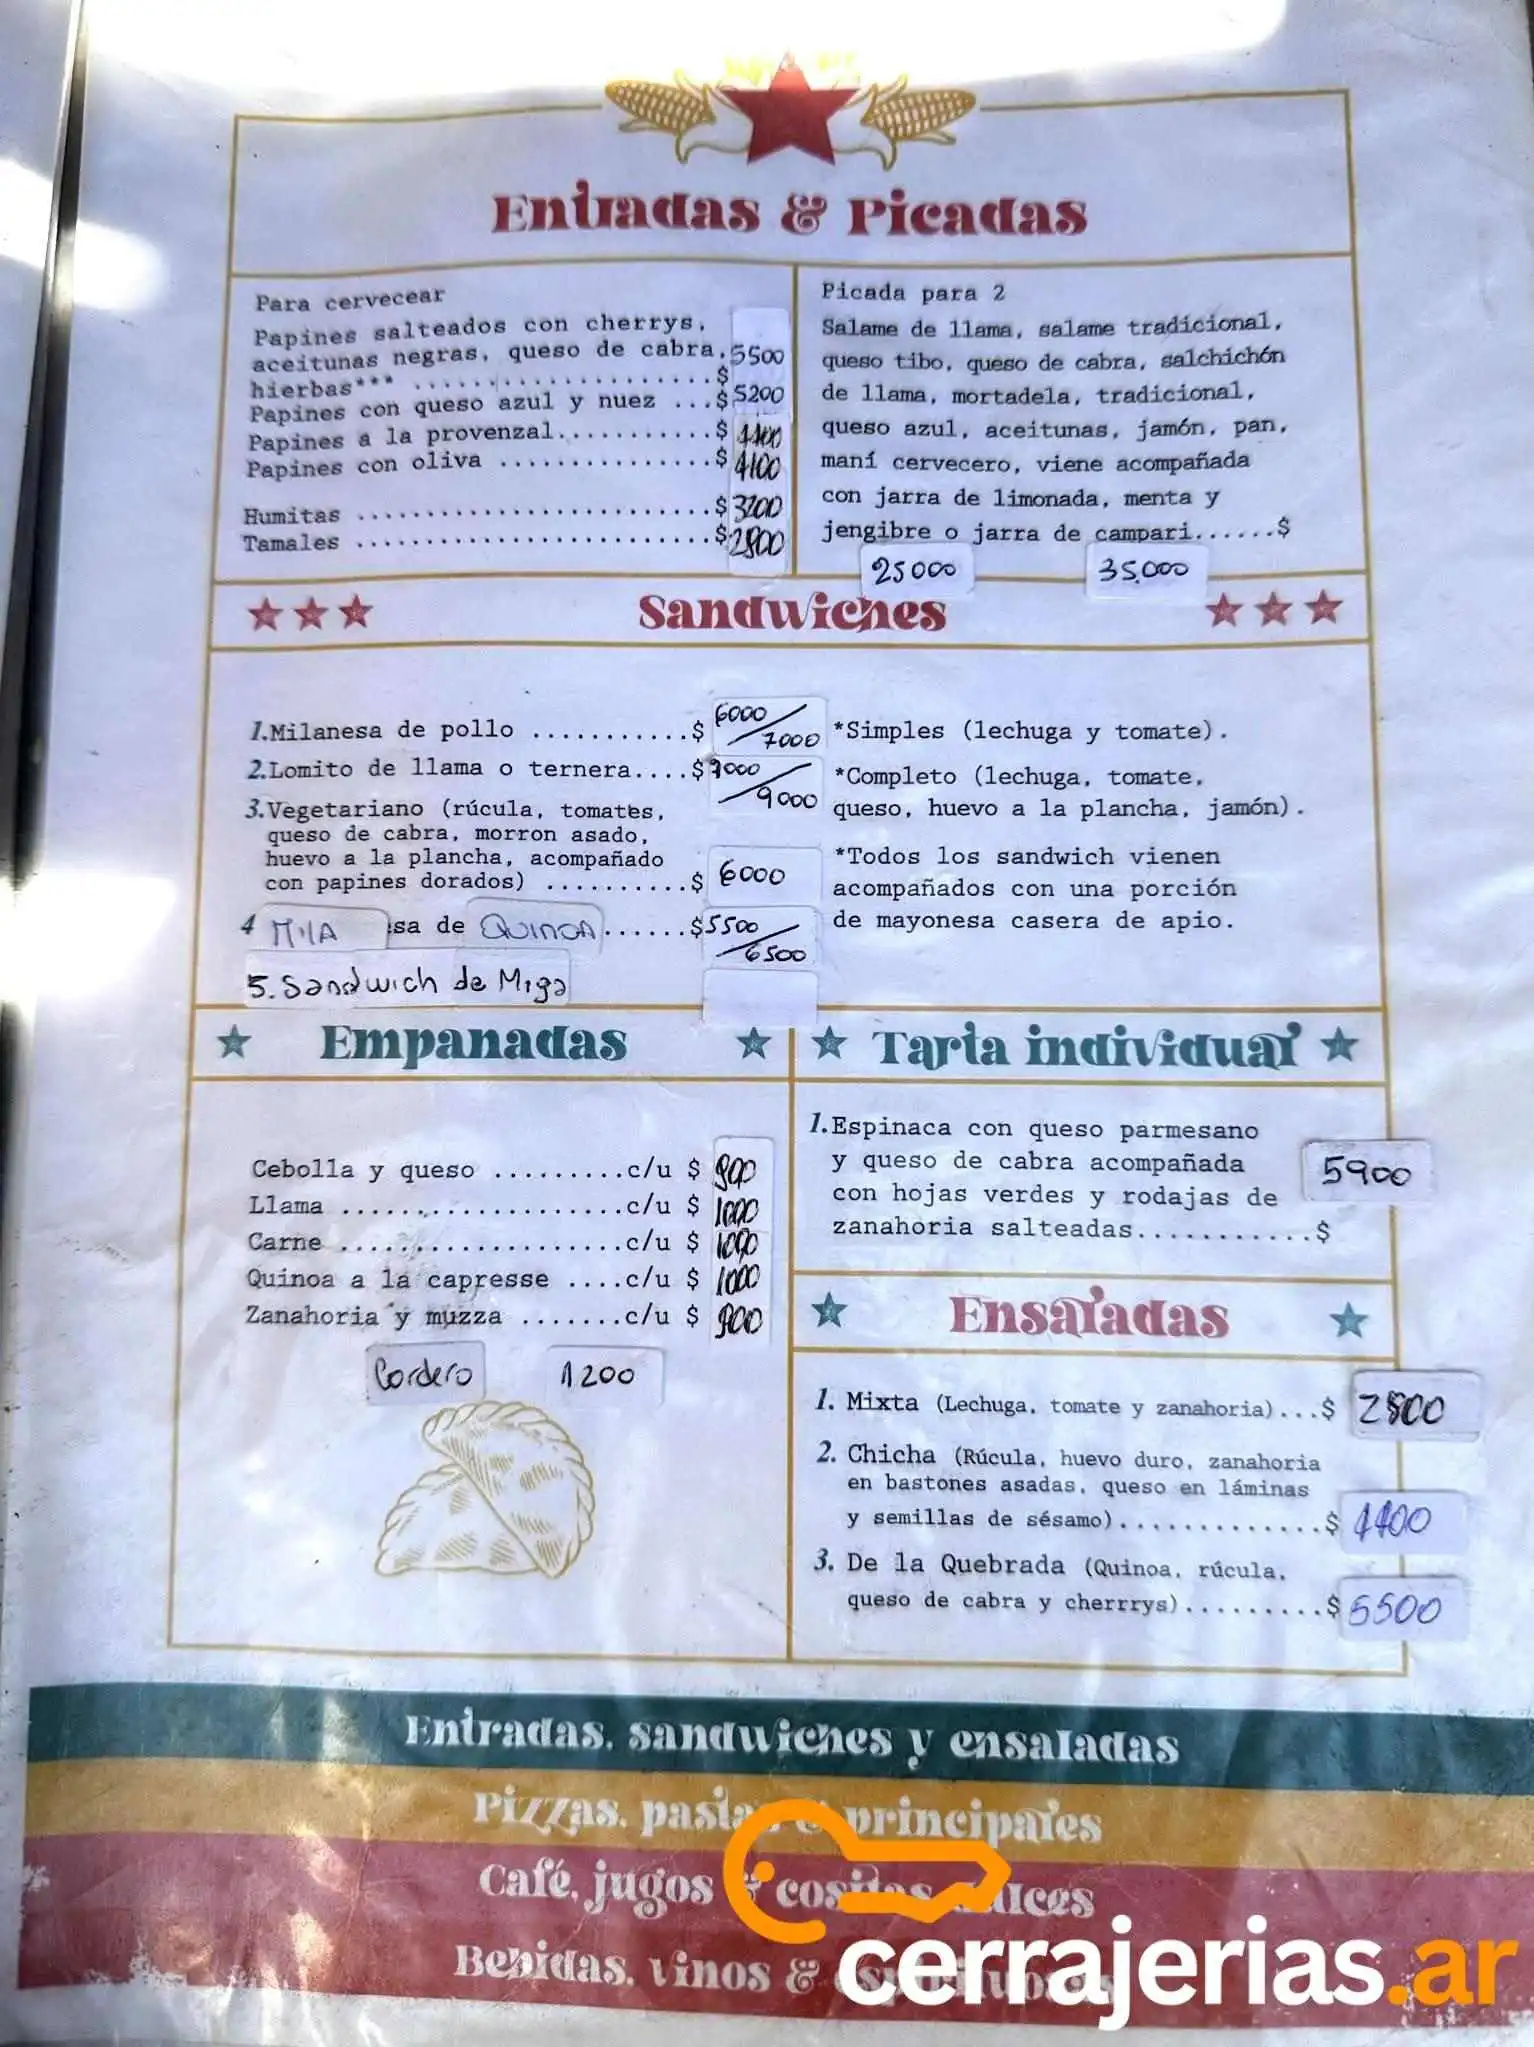 Entradas & Picadas
Para cervecear
Papines salteados con cherrys,
aceitunas negras, queso de cabra, 5500
hierbas*** ....................$
Papines con queso azul y nuez ...$ 5200
Papines a la provenzal...........$
Papines con oliva ...............$ 4100
Humitas .........................$ 3200
Tamales .........................$ 2800
Picada para 2
Salame de llama, salame tradicional,
queso tibo, queso de cabra, salchichón
de llama, mortadela, tradicional,
queso azul, aceitunas, jamón, pan,
maní cervecero, viene acompañada
con jarra de limonada, menta y
jengibre o jarra de campari......$
25000 35.000
Sandwiches
1.Milanesa de pollo ...........$ 6000/7000
2.Lomito de llama o ternera....$ /9000
3.Vegetariano (rúcula, tomates,
queso de cabra, morron asado,
huevo a la plancha, acompañado
con papines dorados) ..........$ 6000
4 MILA sa de QUINOA......$5500/6500
5. Sandwich de Miga
*Simples (lechuga y tomate).
*Completo (lechuga, tomate,
queso, huevo a la plancha, jamón).
*Todos los sandwich vienen
acompañados con una porción
de mayonesa casera de apio.
Empanadas
Cebolla y queso .........c/u $ 900
Llama ...................c/u $ 1000
Carne ...................c/u $ 1000
Quinoa a la capresse ....c/u $ 1000
Zanahoria y muzza .......c/u $ 900
Cordero 1200
Tarta individual
1.Espinaca con queso parmesano
y queso de cabra acompañada
con hojas verdes y rodajas de
zanahoria salteadas...........$ 5900
Ensaladas
1. Mixta (Lechuga, tomate y zanahoria)...$ 2800
2. Chicha (Rúcula, huevo duro, zanahoria
en bastones asadas, queso en láminas
y semillas de sésamo).............$ 4400
3. De la Quebrada (Quinoa, rúcula,
queso de cabra y cherrrys).........$ 5500
Entradas, sandwiches y ensaladas
Pizzas, pastas & principales
Café, jugos & cositas dulces
Bebidas, vinos &
cerrajerias.ar